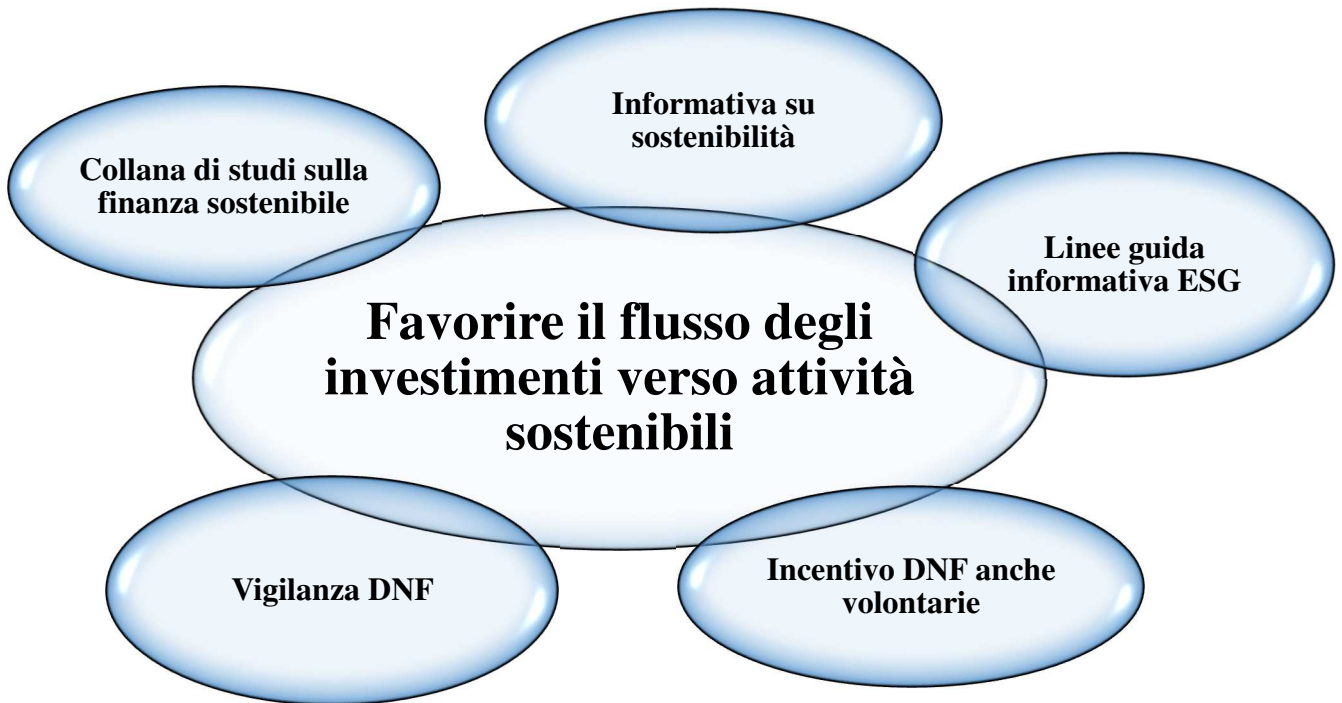 Informativa su
sostenibilità
Collana di studi sulla
finanza sostenibile
Linee guida
informativa ESG
Favorire il flusso degli
investimenti verso attività
sostenibili
Vigilanza DNF
Incentivo DNF anche
volontarie